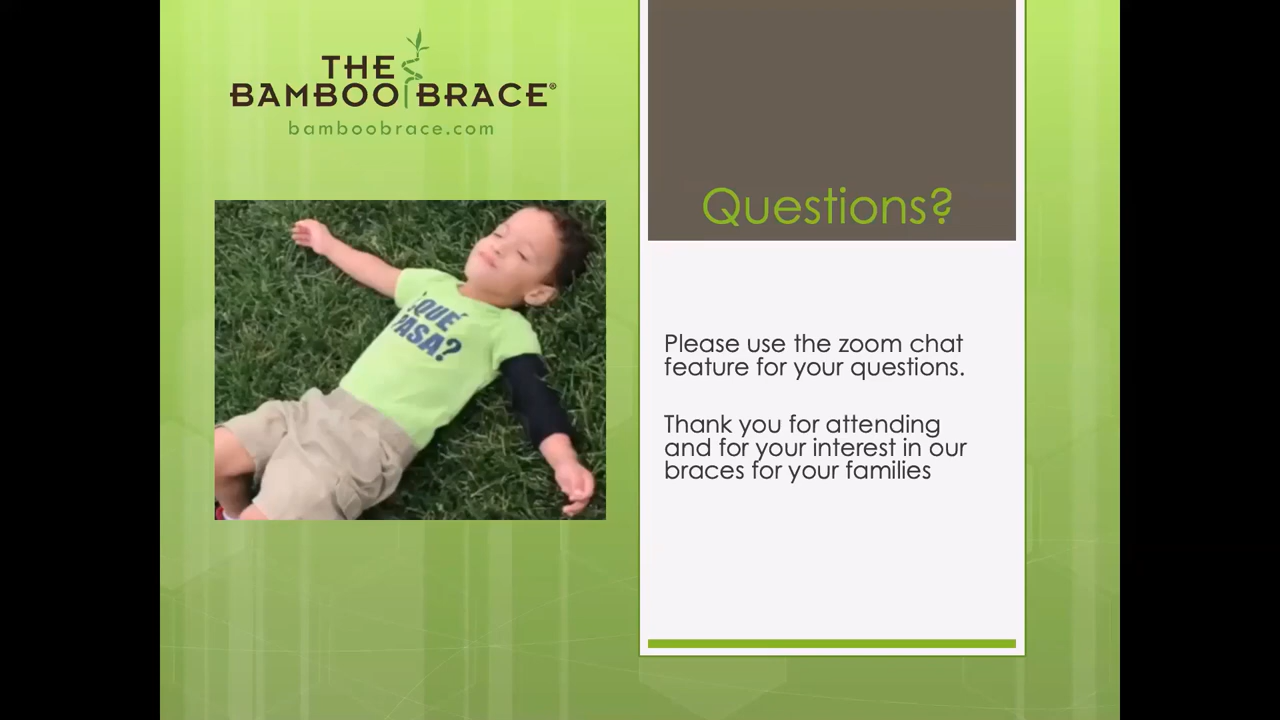 THE
BAMBOO BRACE®
bamboobrace.com
¿QUÉ
PASA?
Questions?
Please use the zoom chat
feature for your questions.
Thank you for attending
and for your interest in our
braces for your families